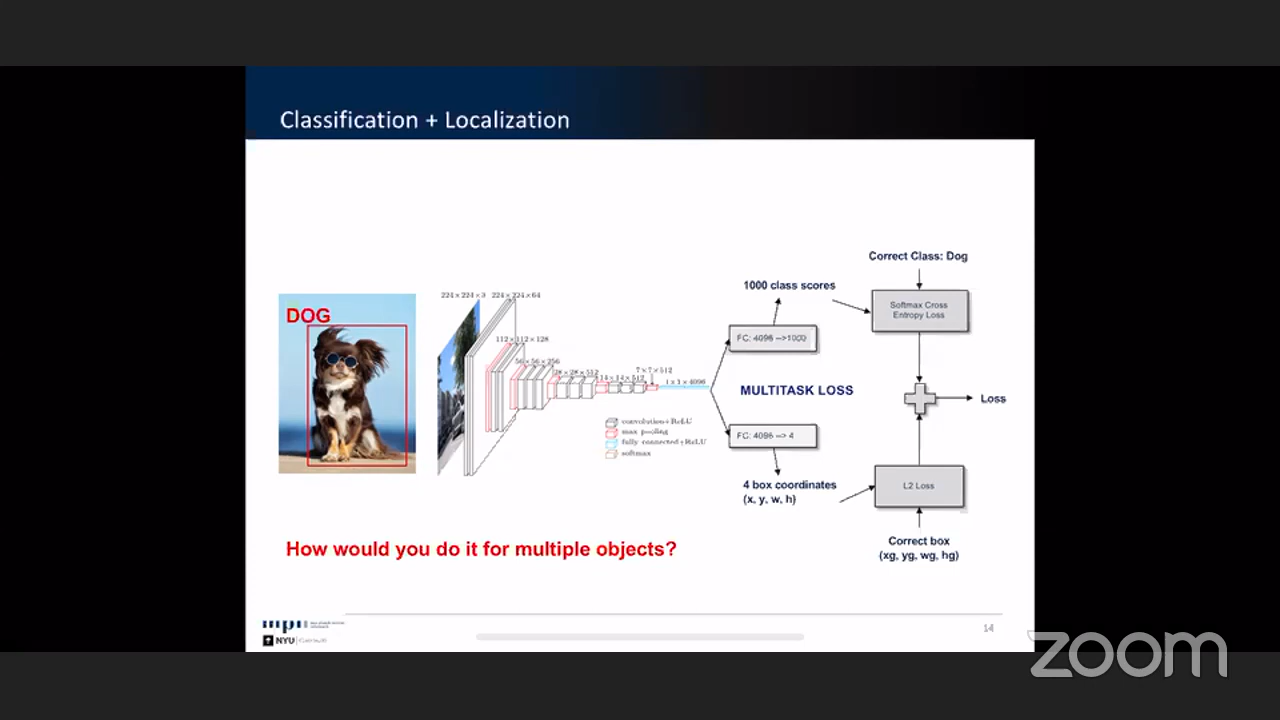 Classification + Localization
DOG
224×224×3 224×224×64
112×112×128
56×56×256
28×28×512
14×14×512
7×7×512
1×1×4096
convolution+ReLU
max pooling
fully connected+ReLU
softmax
1000 class scores
FC: 4096 -->1000
MULTITASK LOSS
FC: 4096 --> 4
4 box coordinates
(x, y, w, h)
Correct Class: Dog
Softmax Cross
Entropy Loss
Loss
L2 Loss
Correct box
(xg, yg, wg, hg)
How would you do it for multiple objects?
NYU
14
zoom